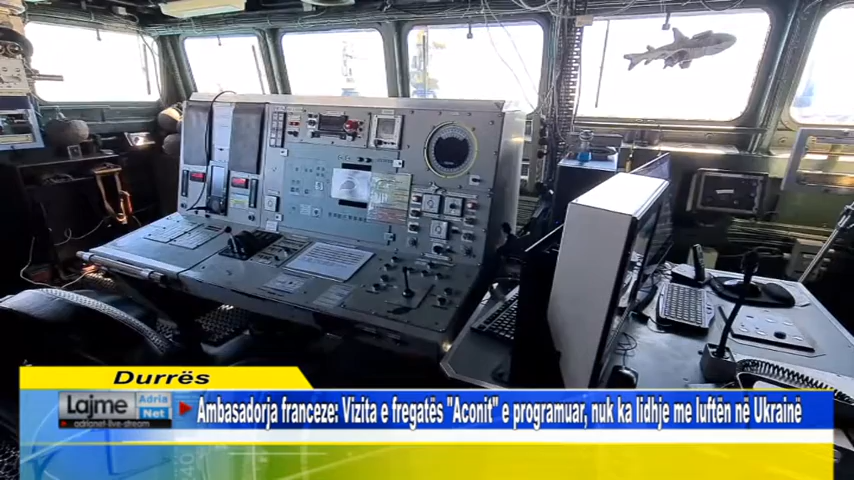 Durrës
Lajme Adria Net
adrianet-live-stream
Ambasadorja franceze: Vizita e fregatës "Aconit" e programuar, nuk ka lidhje me luftën në Ukrainë